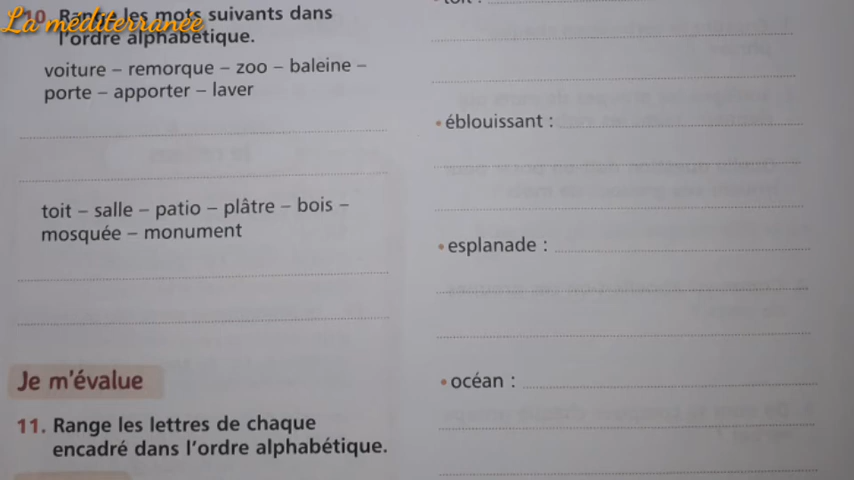 La méditerranée
10. Range les mots suivants dans
l'ordre alphabétique.
voiture – remorque – zoo – baleine –
porte – apporter – laver
toit – salle – patio – plâtre – bois –
mosquée – monument
Je m'évalue
11. Range les lettres de chaque
encadré dans l'ordre alphabétique.
toit :
• éblouissant :
• esplanade :
• océan :